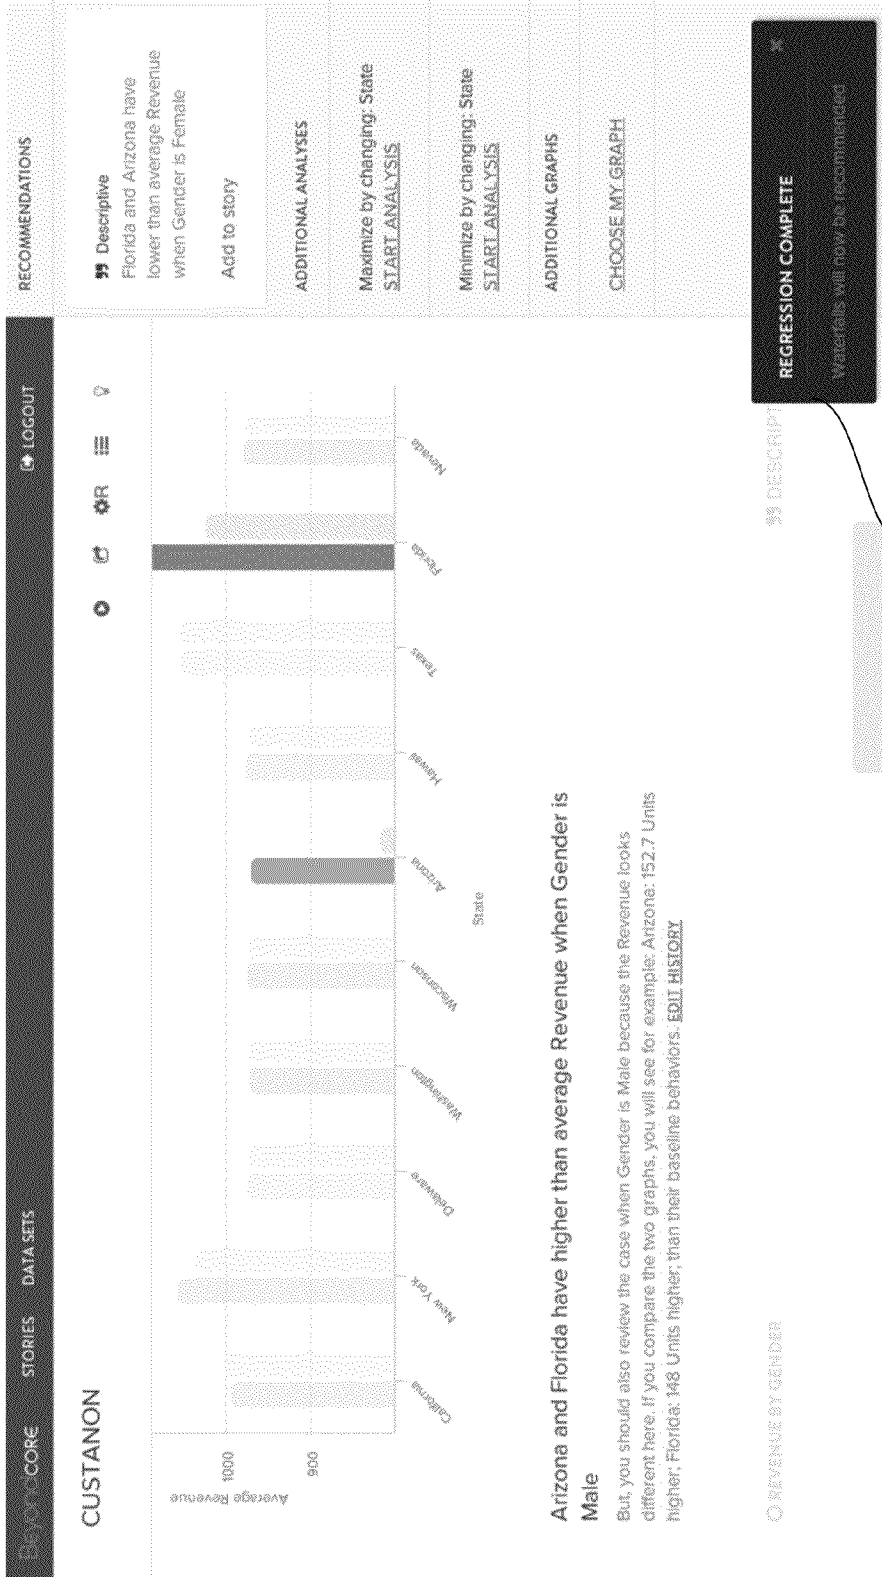 BeyondCORE STORIES DATA SETS LOGOUT
CUSTANON
R
Average Revenue
1000
900
California
New York
Delaware
Washington
Wisconsin
Arizona
Hawaii
Texas
Florida
Nevada
State
Arizona and Florida have higher than average Revenue when Gender is
Male
But, you should also review the case when Gender is Male because the Revenue looks
different here. If you compare the two graphs, you will see for example: Arizona: 152.7 Units
higher; Florida: 148 Units higher; than their baseline behaviors. EDIT HISTORY
REVENUE BY GENDER
DESCRIPT
RECOMMENDATIONS
Descriptive
Florida and Arizona have
lower than average Revenue
when Gender is Female
Add to story
ADDITIONAL ANALYSES
Maximize by changing: State
START ANALYSIS
Minimize by changing: State
START ANALYSIS
ADDITIONAL GRAPHS
CHOOSE MY GRAPH
REGRESSION COMPLETE
Waterfalls will now be recommended